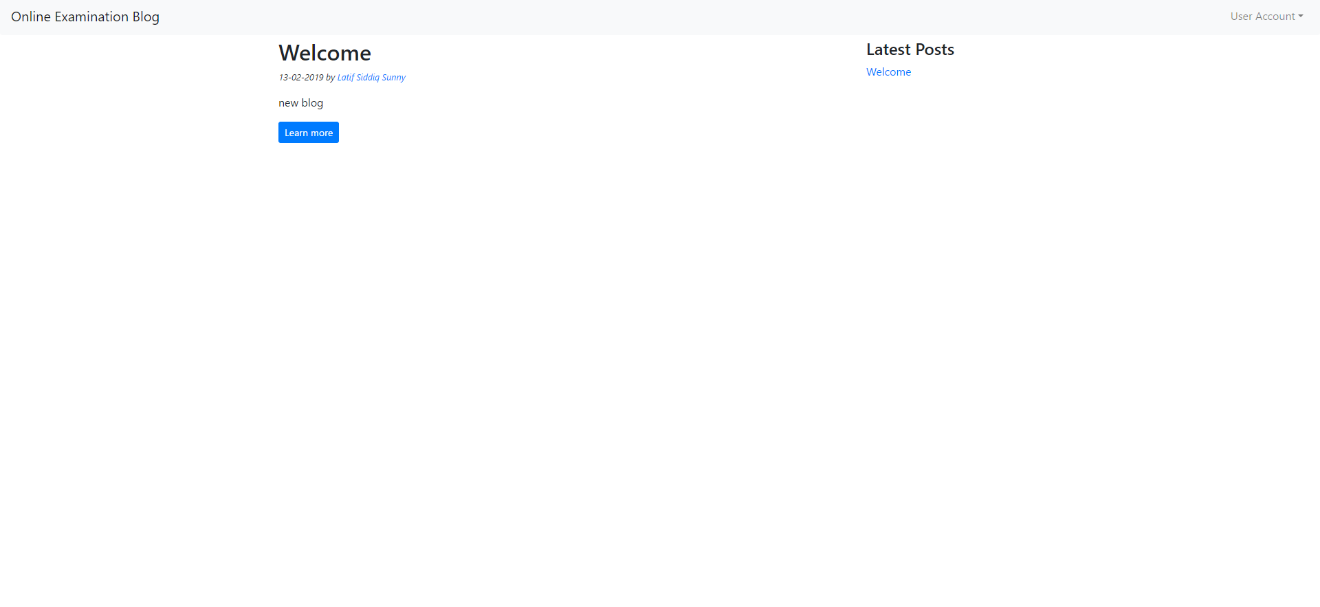 Online Examination Blog
User Account
Welcome
13-02-2019 by Latif Siddiq Sunny
new blog
Learn more
Latest Posts
Welcome